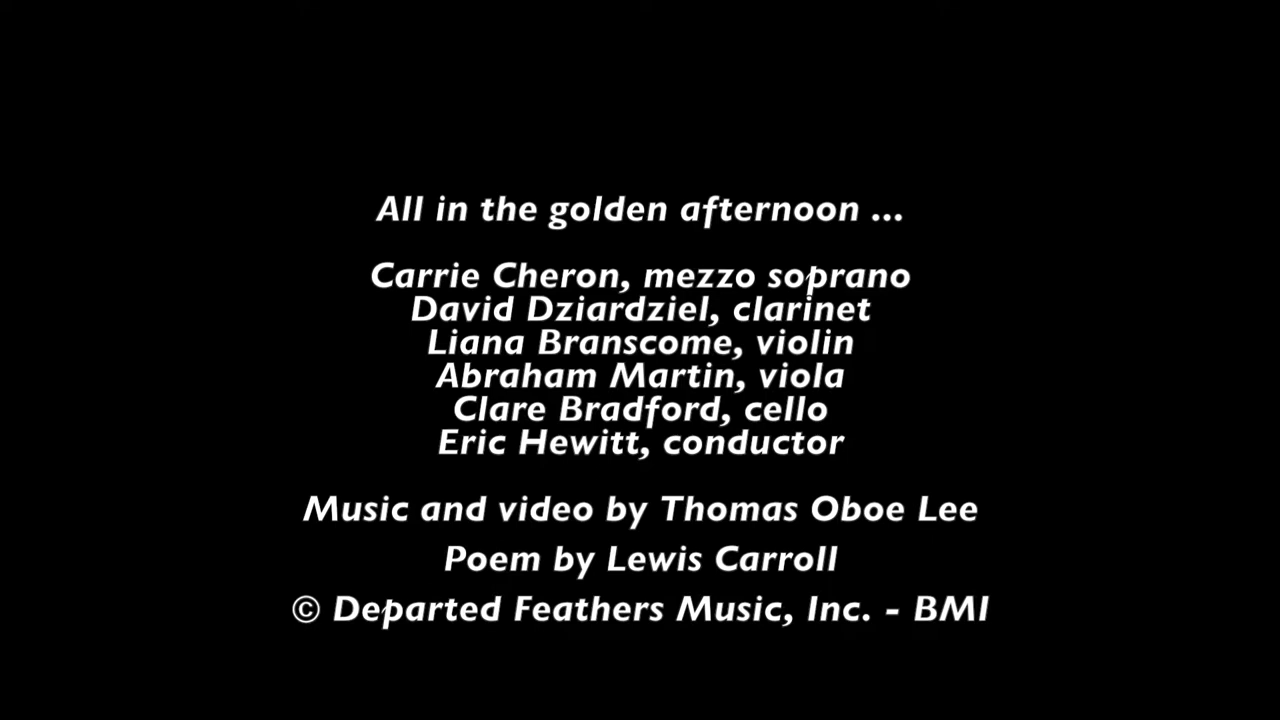 All in the golden afternoon ...
Carrie Cheron, mezzo soprano
David Dziardziel, clarinet
Liana Branscome, violin
Abraham Martin, viola
Clare Bradford, cello
Eric Hewitt, conductor
Music and video by Thomas Oboe Lee
Poem by Lewis Carroll
© Departed Feathers Music, Inc. - BMI